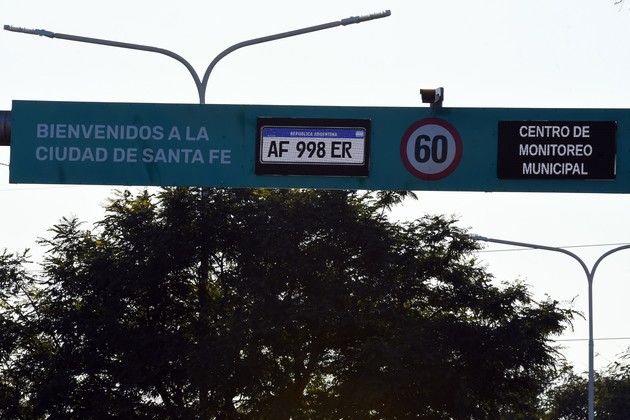 BIENVENIDOS A LA
CIUDAD DE SANTA FE
REPUBLICA ARGENTINA
AF 998 ER
60
CENTRO DE
MONITOREO
MUNICIPAL